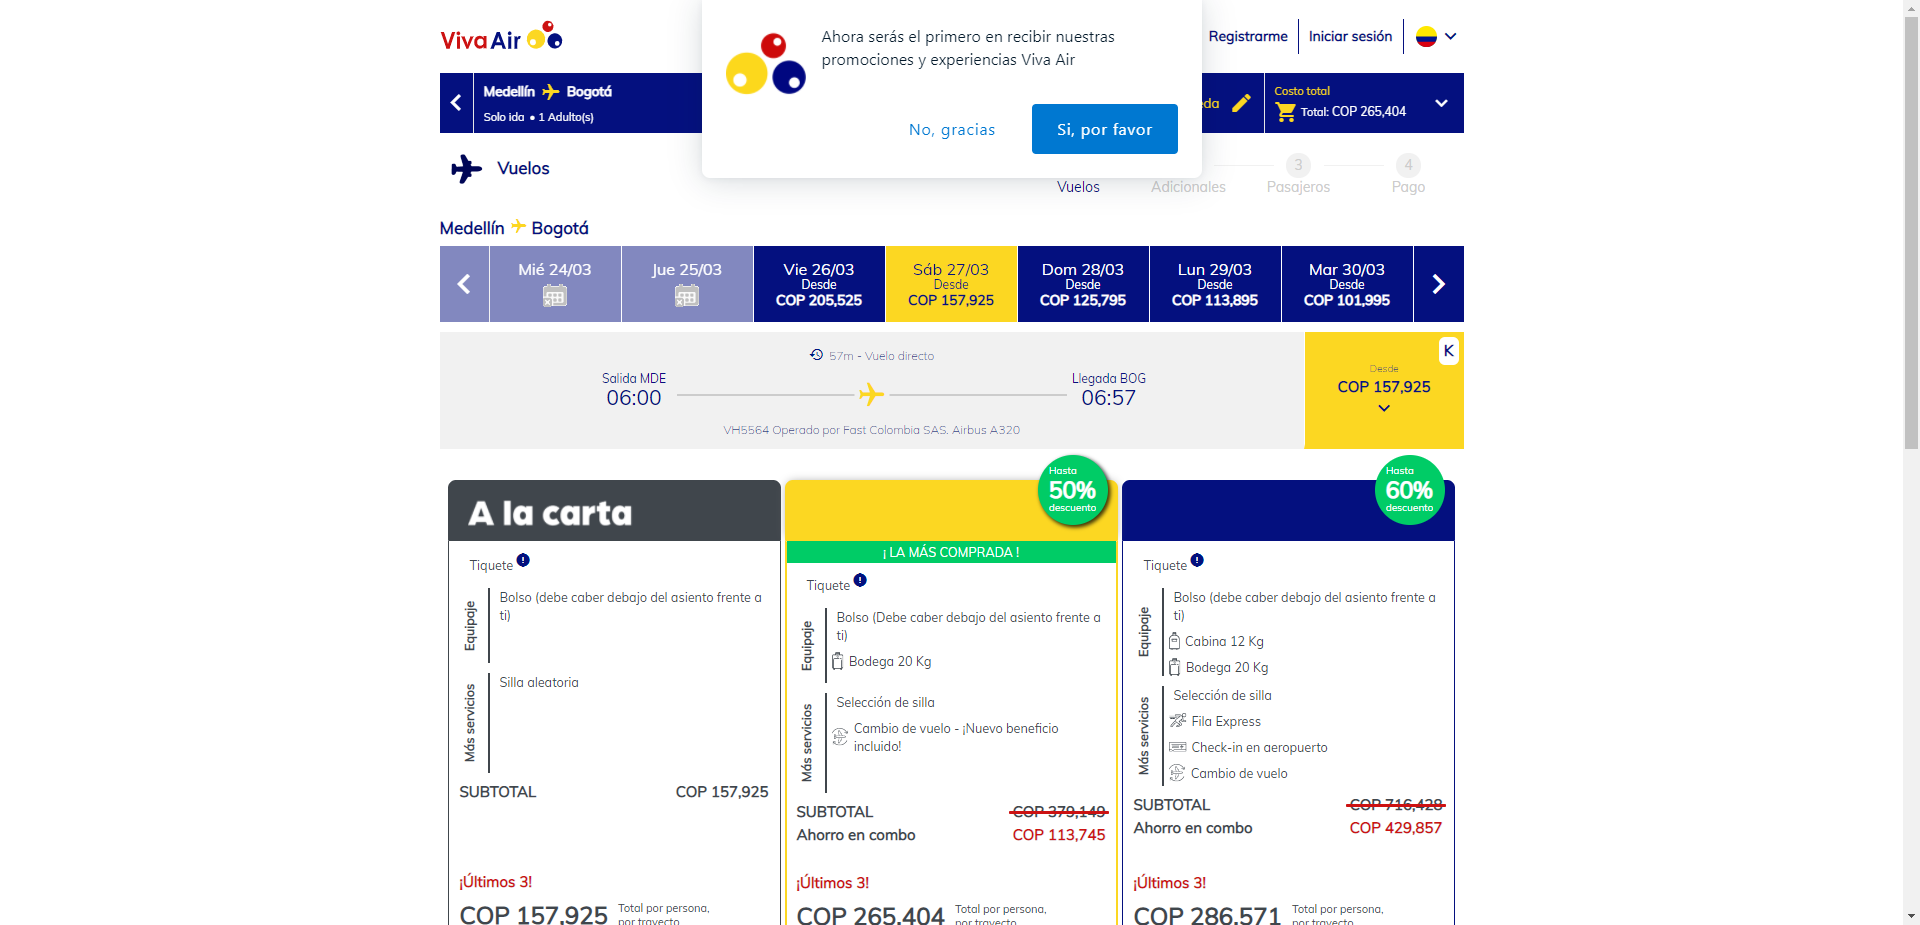 Viva Air
Ahora serás el primero en recibir nuestras
promociones y experiencias Viva Air
No, gracias
Si, por favor
Registrarme
Iniciar sesión
Medellín Bogotá
Solo ida • 1 Adulto(s)
Costo total
Total: COP 265,404
Vuelos
Vuelos
Adicionales
3
Pasajeros
4
Pago
Medellín Bogotá
Mié 24/03
Jue 25/03
Vie 26/03
Desde
COP 205,525
Sáb 27/03
Desde
COP 157,925
Dom 28/03
Desde
COP 125,795
Lun 29/03
Desde
COP 113,895
Mar 30/03
Desde
COP 101,995
57m - Vuelo directo
Salida MDE
06:00
Llegada BOG
06:57
VH5564 Operado por Fast Colombia SAS. Airbus A320
K
Desde
COP 157,925
A la carta
Tiquete
Equipaje
Bolso (debe caber debajo del asiento frente a
ti)
Más servicios
Silla aleatoria
SUBTOTAL COP 157,925
¡Últimos 3!
COP 157,925 Total por persona,
por trayecto
Hasta
50%
descuento
¡ LA MÁS COMPRADA !
Tiquete
Equipaje
Bolso (Debe caber debajo del asiento frente a
ti)
Bodega 20 Kg
Más servicios
Selección de silla
Cambio de vuelo - ¡Nuevo beneficio
incluido!
SUBTOTAL COP 379,149
Ahorro en combo COP 113,745
¡Últimos 3!
COP 265,404 Total por persona,
por trayecto
Hasta
60%
descuento
Tiquete
Equipaje
Bolso (debe caber debajo del asiento frente a
ti)
Cabina 12 Kg
Bodega 20 Kg
Más servicios
Selección de silla
Fila Express
Check-in en aeropuerto
Cambio de vuelo
SUBTOTAL COP 716,428
Ahorro en combo COP 429,857
¡Últimos 3!
COP 286,571 Total por persona,
por trayecto